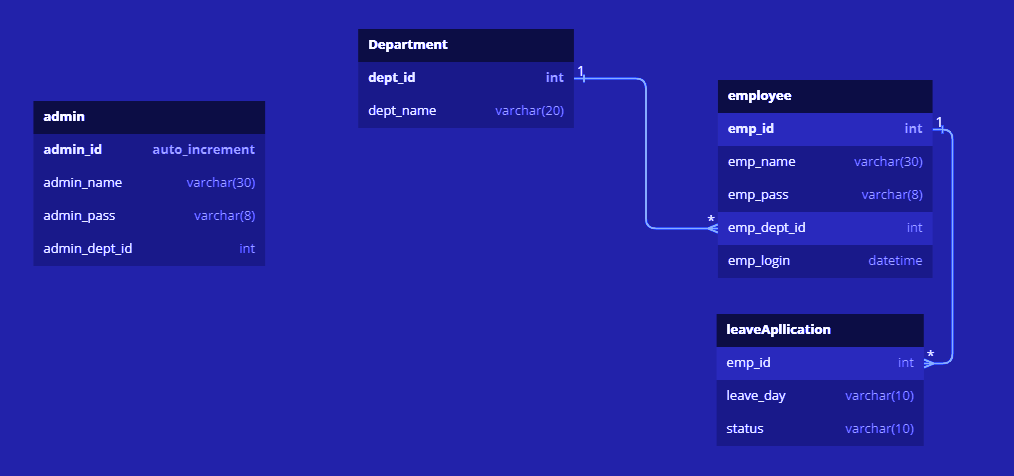 admin
admin_id auto_increment
admin_name varchar(30)
admin_pass varchar(8)
admin_dept_id int
Department
dept_id int
dept_name varchar(20)
1
*
employee
emp_id int
emp_name varchar(30)
emp_pass varchar(8)
emp_dept_id int
emp_login datetime
1
*
leaveApllication
emp_id int
leave_day varchar(10)
status varchar(10)